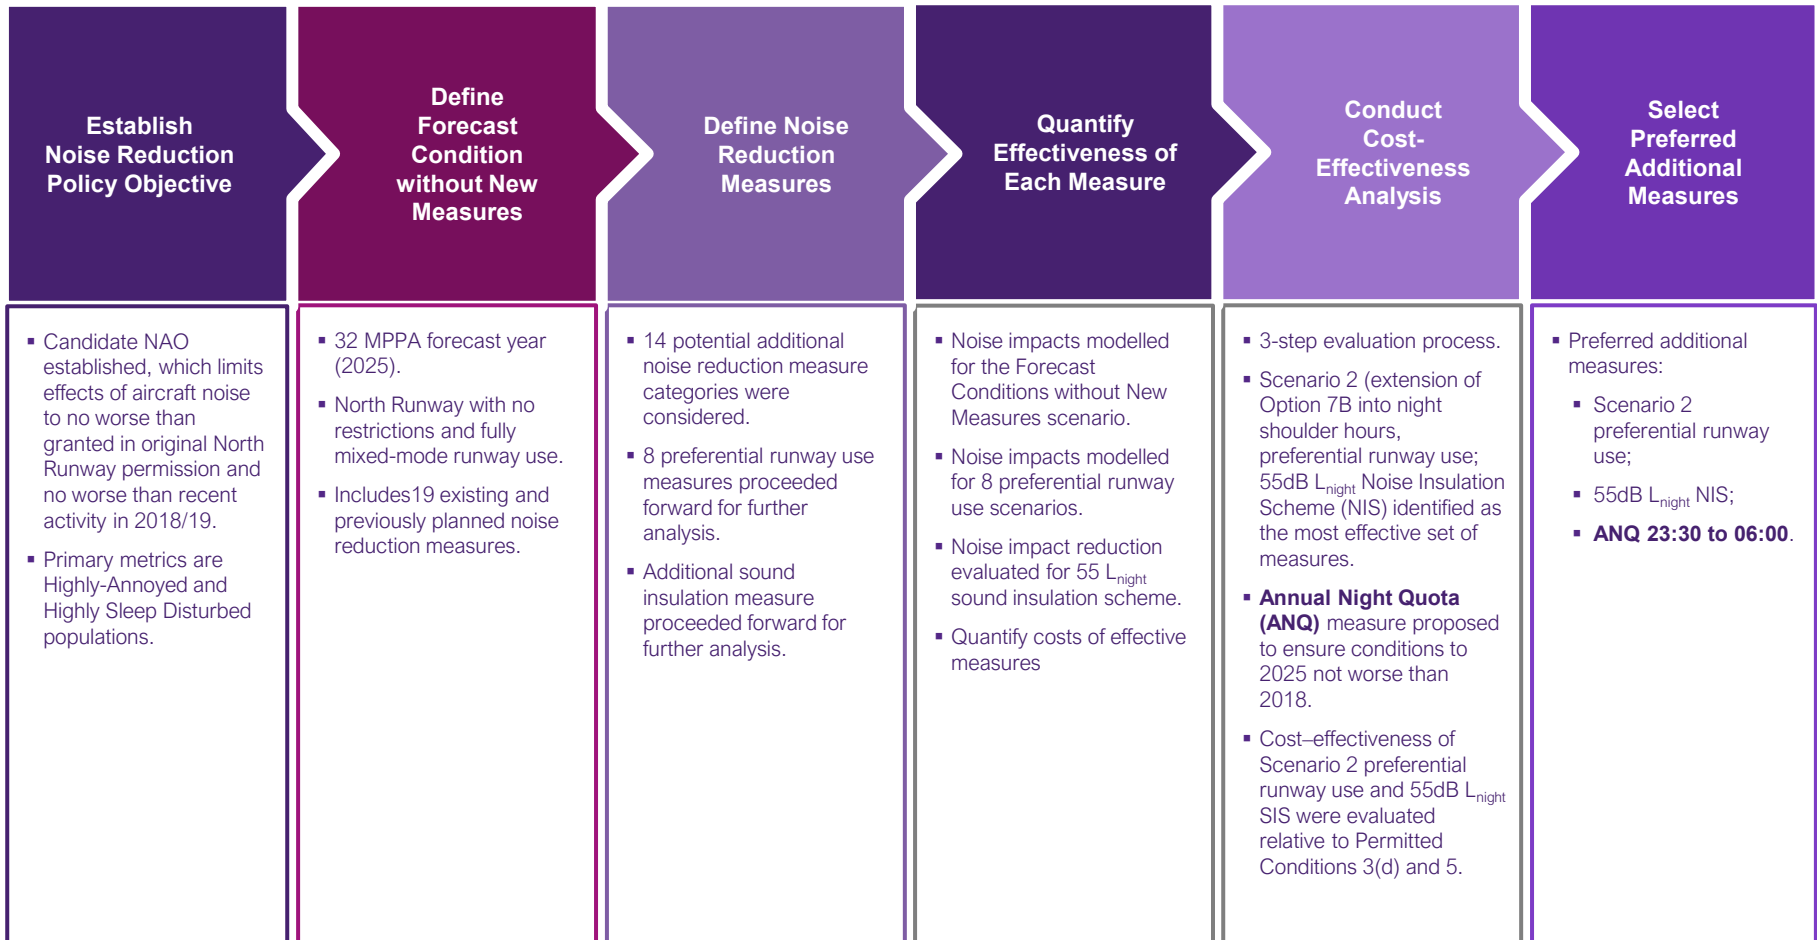 Establish
Noise Reduction
Policy Objective
Define
Forecast
Condition
without New
Measures
Define Noise
Reduction
Measures
Quantify
Effectiveness of
Each Measure
Conduct
Cost-
Effectiveness
Analysis
Select
Preferred
Additional
Measures
▪ Candidate NAO
established, which limits
effects of aircraft noise
to no worse than
granted in original North
Runway permission and
no worse than recent
activity in 2018/19.
▪ Primary metrics are
Highly-Annoyed and
Highly Sleep Disturbed
populations.
▪ 32 MPPA forecast year
(2025).
▪ North Runway with no
restrictions and fully
mixed-mode runway use.
▪ Includes19 existing and
previously planned noise
reduction measures.
▪ 14 potential additional
noise reduction measure
categories were
considered.
▪ 8 preferential runway use
measures proceeded
forward for further
analysis.
▪ Additional sound
insulation measure
proceeded forward for
further analysis.
▪ Noise impacts modelled
for the Forecast
Conditions without New
Measures scenario.
▪ Noise impacts modelled
for 8 preferential runway
use scenarios.
▪ Noise impact reduction
evaluated for 55 Lnight
sound insulation scheme.
▪ Quantify costs of effective
measures
▪ 3-step evaluation process.
▪ Scenario 2 (extension of
Option 7B into night
shoulder hours,
preferential runway use;
55dB Lnight Noise Insulation
Scheme (NIS) identified as
the most effective set of
measures.
▪ Annual Night Quota
(ANQ) measure proposed
to ensure conditions to
2025 not worse than
2018.
▪ Cost–effectiveness of
Scenario 2 preferential
runway use and 55dB Lnight
SIS were evaluated
relative to Permitted
Conditions 3(d) and 5.
▪ Preferred additional
measures:
▪ Scenario 2
preferential runway
use;
▪ 55dB Lnight NIS;
▪ ANQ 23:30 to 06:00.